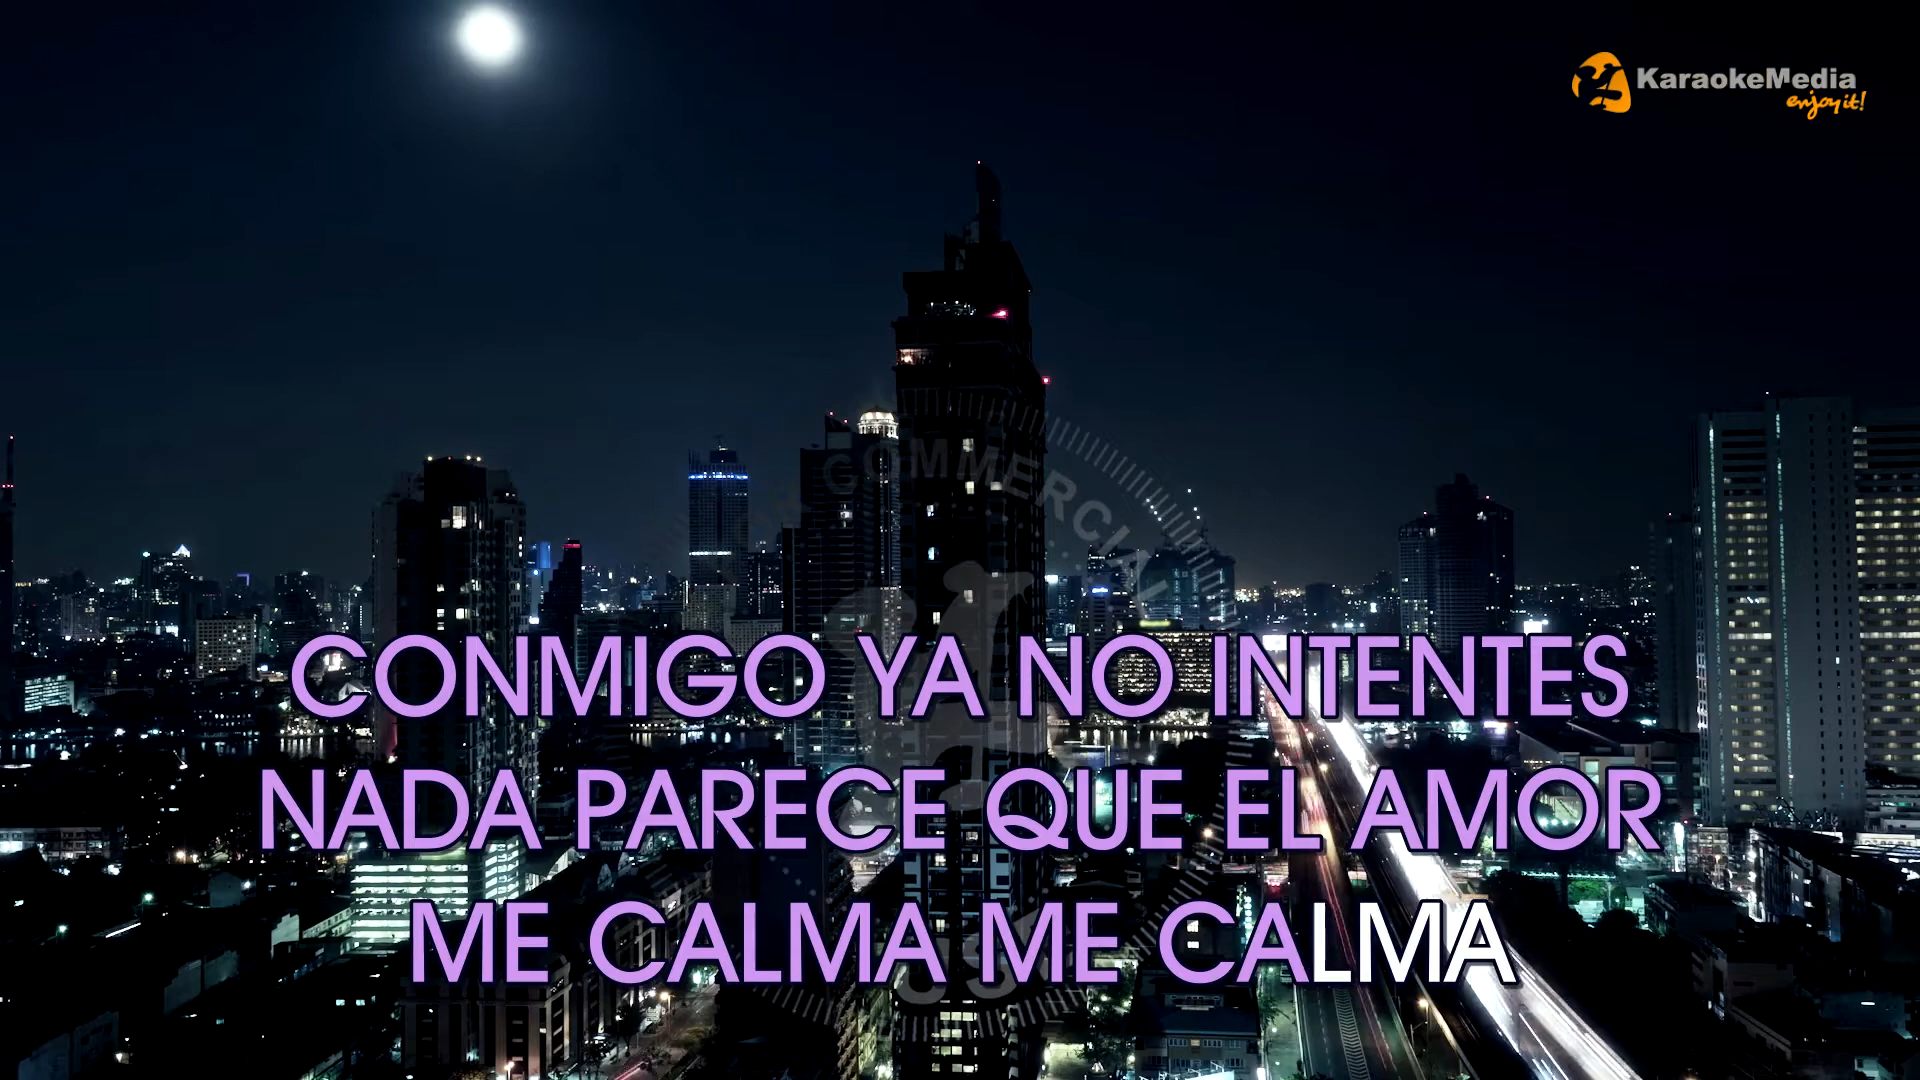 KaraokeMedia
enjoy it!
COMMERCIAL
CONMIGO YA NO INTENTES
NADA PARECE QUE EL AMOR
ME CALMA ME CALMA